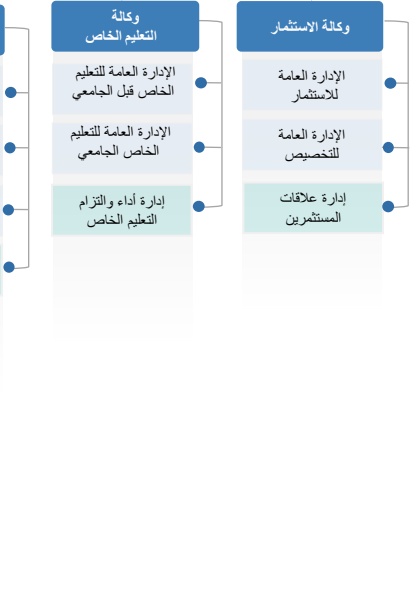 وكالة الاستثمار
الإدارة العامة
للاستثمار
الإدارة العامة
للتخصيص
إدارة علاقات
المستثمرين
وكالة
التعليم الخاص
الإدارة العامة للتعليم
الخاص قبل الجامعي
الإدارة العامة للتعليم
الخاص الجامعي
إدارة أداء والتزام
التعليم الخاص